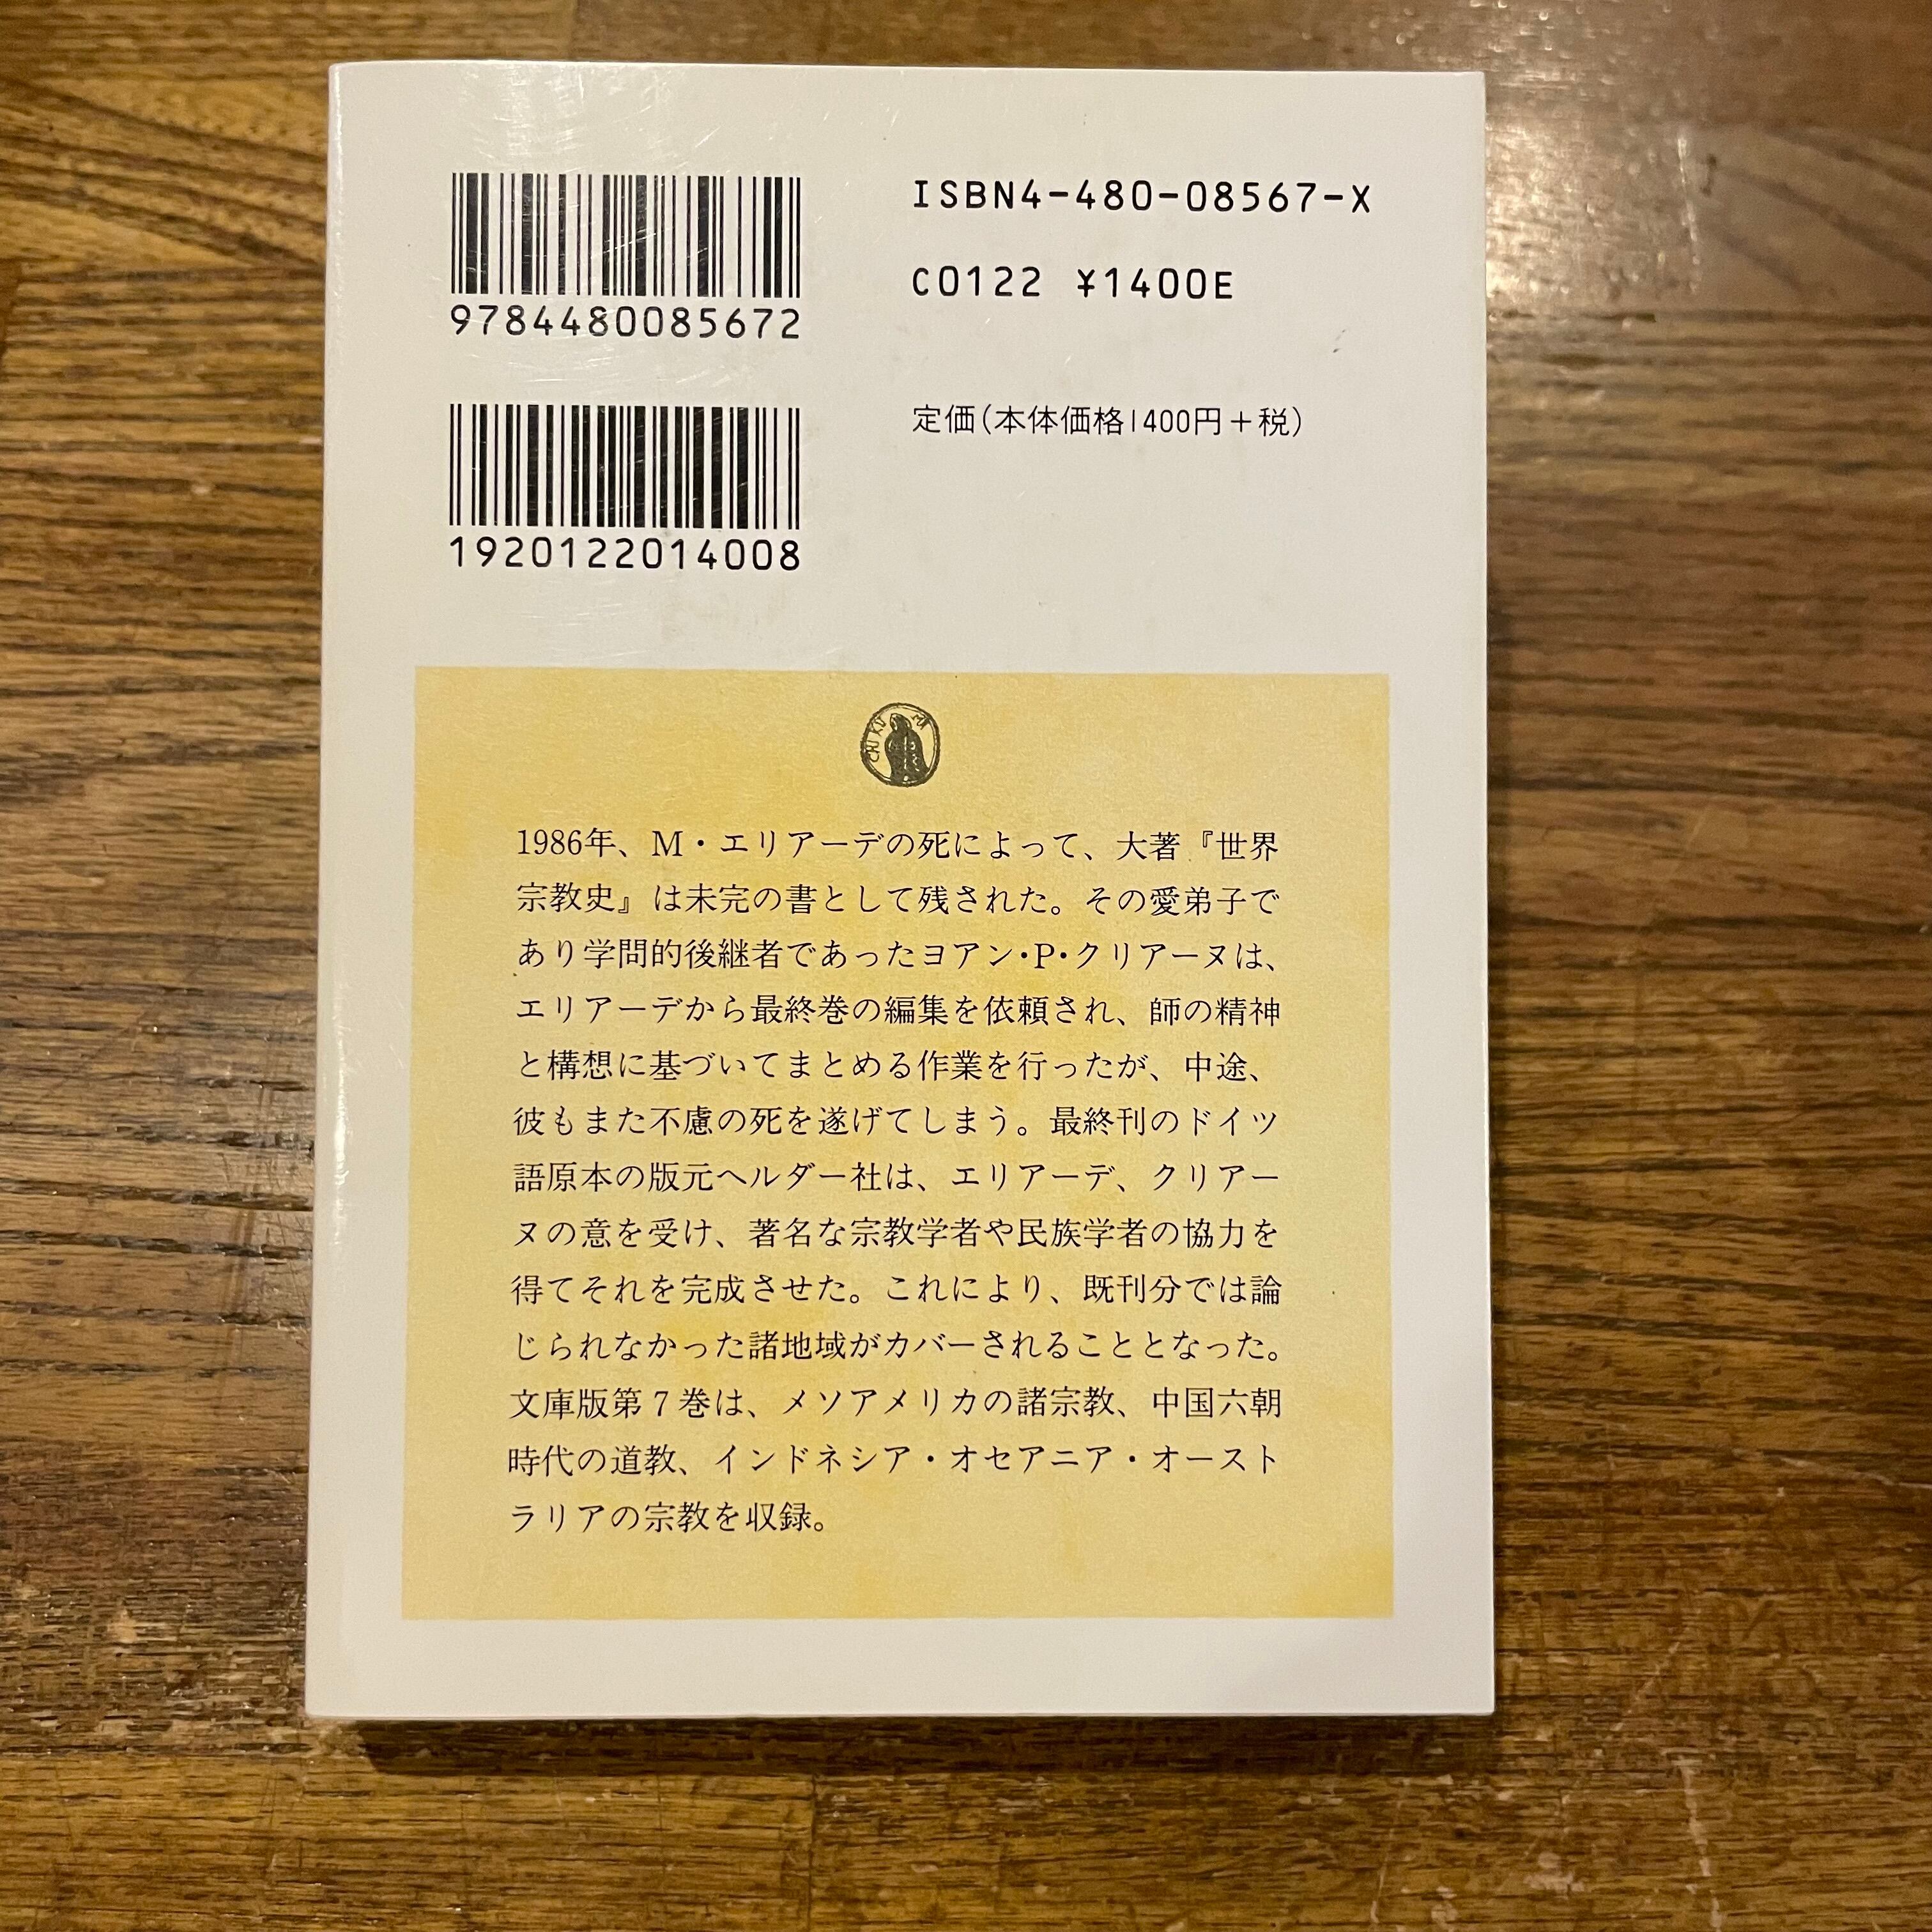 9784480085672
1920122014008
ISBN4-480-08567-X
C0122 ¥1400E
定価(本体価格1400円+税)
CHIKUMA
1986年、M・エリアーデの死によって、大著『世界
宗教史』は未完の書として残された。その愛弟子で
あり学問的後継者であったヨアン・P・クリアーヌは、
エリアーデから最終巻の編集を依頼され、師の精神
と構想に基づいてまとめる作業を行ったが、中途、
彼もまた不慮の死を遂げてしまう。最終刊のドイツ
語原本の版元ヘルダー社は、エリアーデ、クリアー
ヌの意を受け、著名な宗教学者や民族学者の協力を
得てそれを完成させた。これにより、既刊分では論
じられなかった諸地域がカバーされることとなった。
文庫版第7巻は、メソアメリカの諸宗教、中国六朝
時代の道教、インドネシア・オセアニア・オースト
ラリアの宗教を収録。